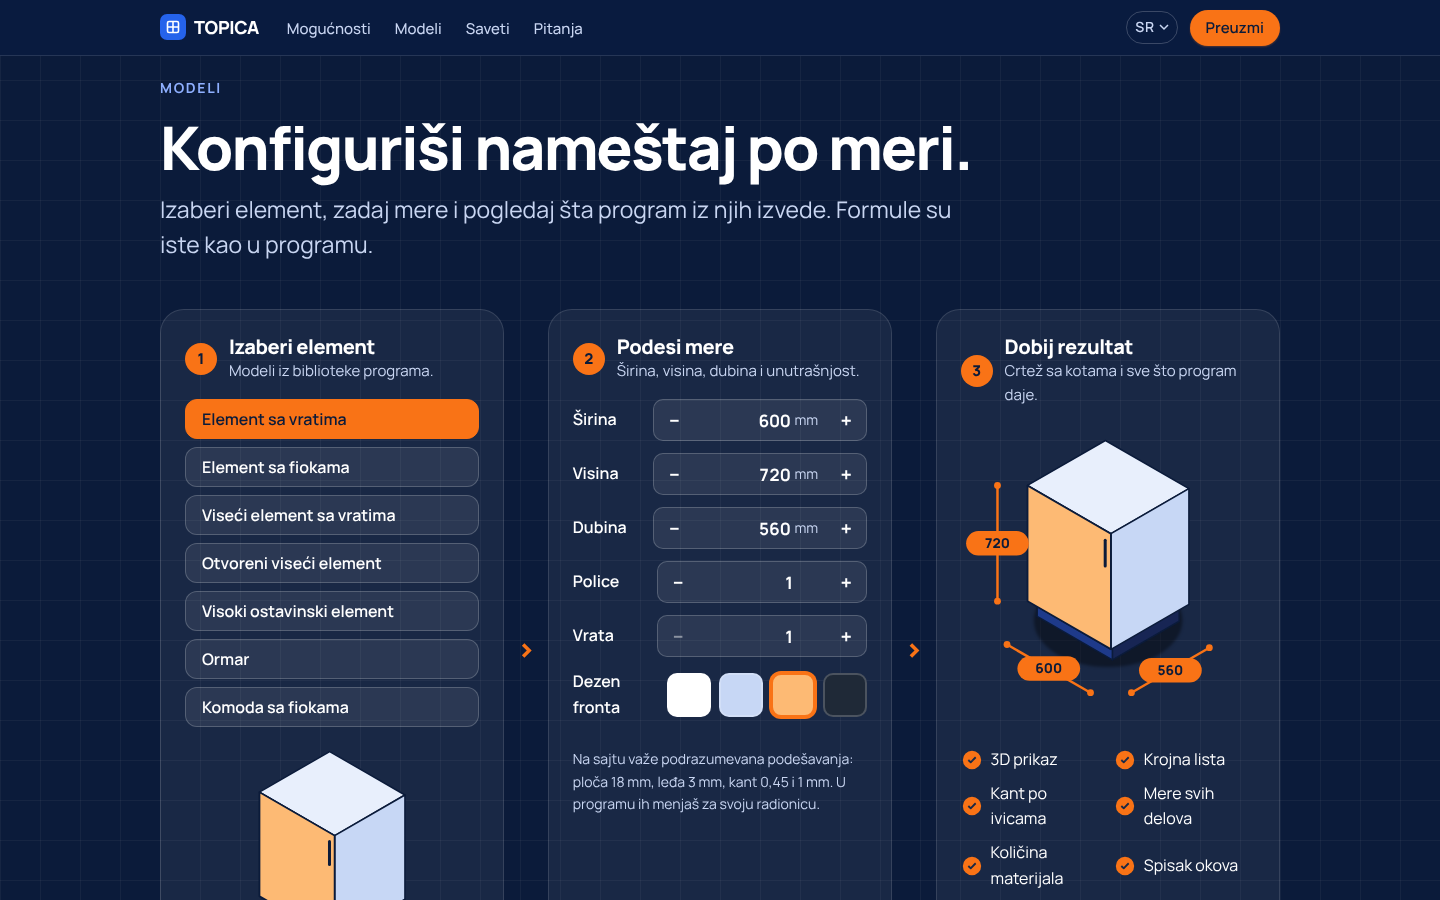 TOPICA
Mogućnosti
Modeli
Saveti
Pitanja
SR
Preuzmi
MODELI
Konfiguriši nameštaj po meri.
Izaberi element, zadaj mere i pogledaj šta program iz njih izvede. Formule su
iste kao u programu.
1
Izaberi element
Modeli iz biblioteke programa.
Element sa vratima
Element sa fiokama
Viseći element sa vratima
Otvoreni viseći element
Visoki ostavinski element
Ormar
Komoda sa fiokama
2
Podesi mere
Širina, visina, dubina i unutrašnjost.
Širina
− 600 mm +
Visina
− 720 mm +
Dubina
− 560 mm +
Police
− 1 +
Vrata
− 1 +
Dezen
fronta
Na sajtu važe podrazumevana podešavanja:
ploča 18 mm, leđa 3 mm, kant 0,45 i 1 mm. U
programu ih menjaš za svoju radionicu.
3
Dobij rezultat
Crtež sa kotama i sve što program
daje.
720
600
560
3D prikaz
Krojna lista
Kant po
ivicama
Mere svih
delova
Količina
materijala
Spisak okova